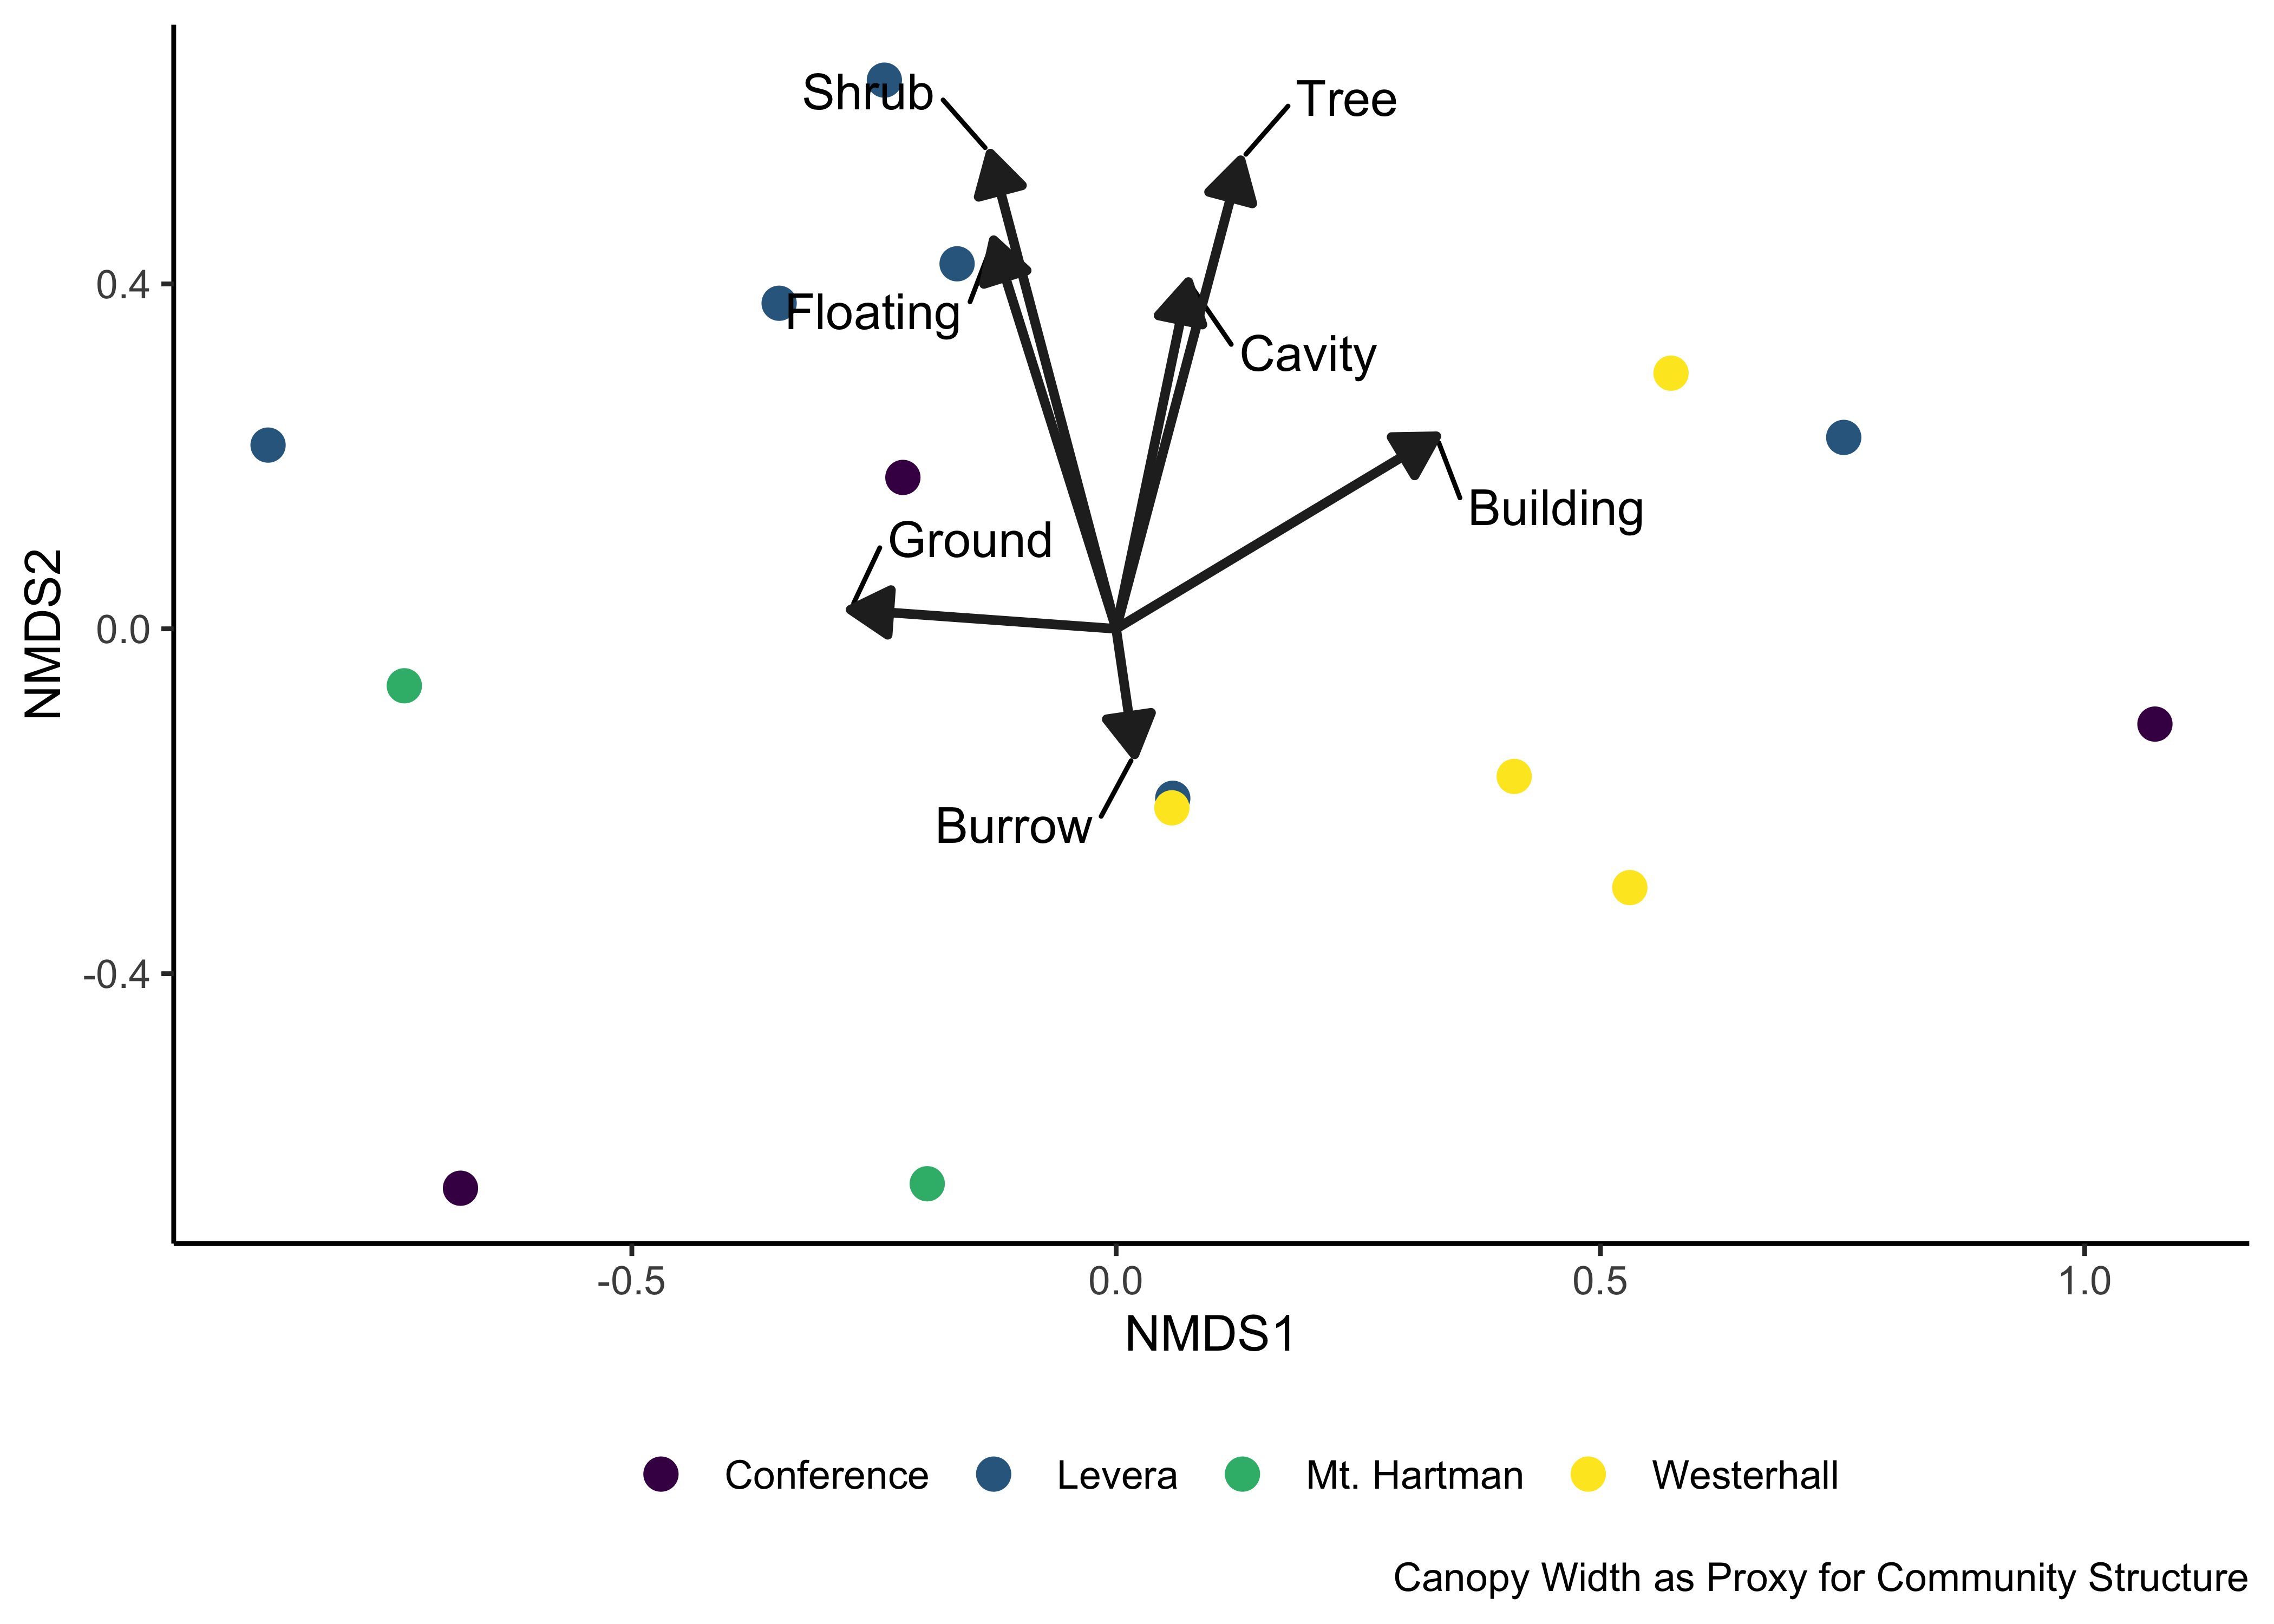 Shrub
Tree
0.4
Floating
Cavity
Building
Ground
NMDS2
0.0
Burrow
-0.4
-0.5 0.0 0.5 1.0
NMDS1
Conference Levera Mt. Hartman Westerhall
Canopy Width as Proxy for Community Structure